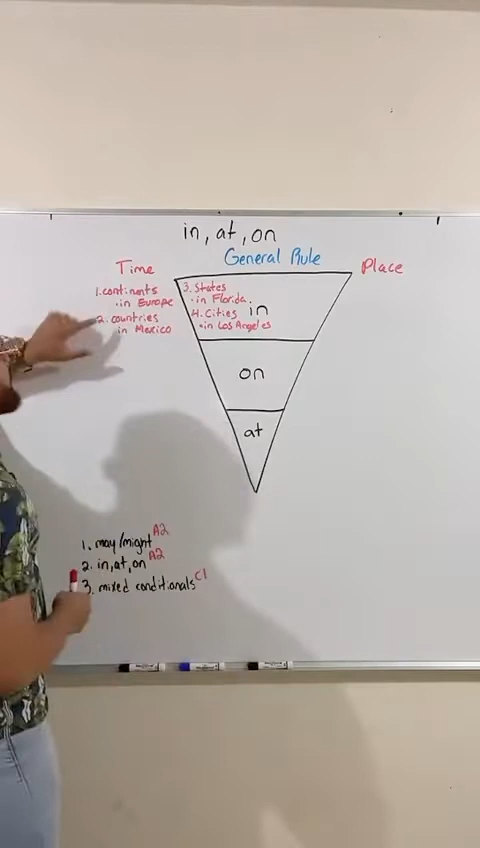 in, at, on
General Rule
Time
Place
1. continents
· in Europe
2. countries
· in Mexico
3. States
· in Florida
4. Cities
· in Los Angeles
in
on
at
1. may/might A2
2. in, at, on A2
3. mixed conditionals C1